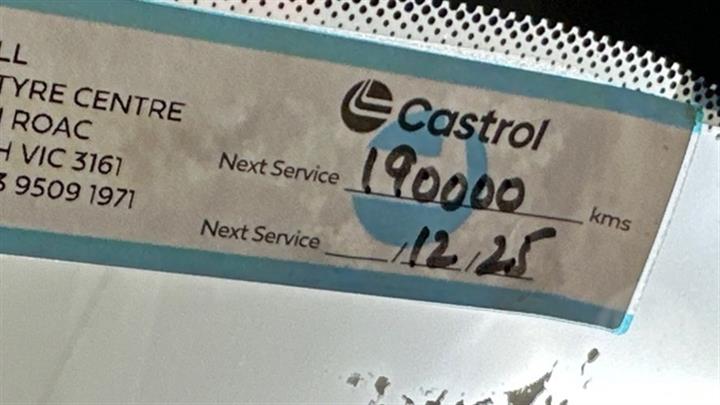 LL
TYRE CENTRE
ROAC
H VIC 3161
3 9509 1971
Castrol
Next Service 190000 kms
Next Service / 12 / 25